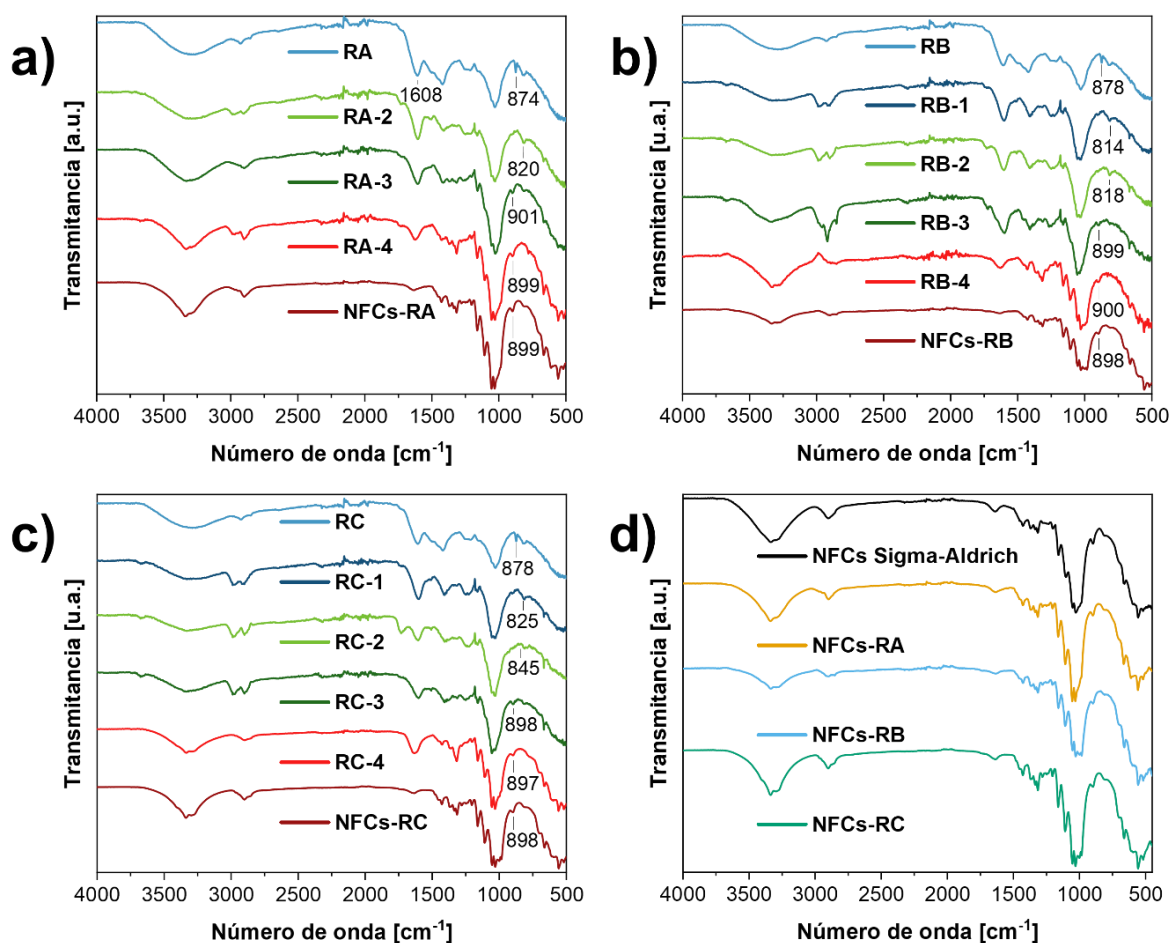 a)
Transmitancia [a.u.]
RA
1608
874
RA-2
820
RA-3
901
RA-4
899
NFCs-RA
899
4000 3500 3000 2500 2000 1500 1000 500
Número de onda [cm⁻¹]
b)
Transmitancia [u.a.]
RB
878
RB-1
814
RB-2
818
RB-3
899
RB-4
900
NFCs-RB
898
4000 3500 3000 2500 2000 1500 1000 500
Número de onda [cm⁻¹]
c)
Transmitancia [u.a.]
RC
878
RC-1
825
RC-2
845
RC-3
898
RC-4
897
NFCs-RC
898
4000 3500 3000 2500 2000 1500 1000 500
Número de onda [cm⁻¹]
d)
Transmitancia [a.u.]
NFCs Sigma-Aldrich
NFCs-RA
NFCs-RB
NFCs-RC
4000 3500 3000 2500 2000 1500 1000 500
Número de onda [cm⁻¹]